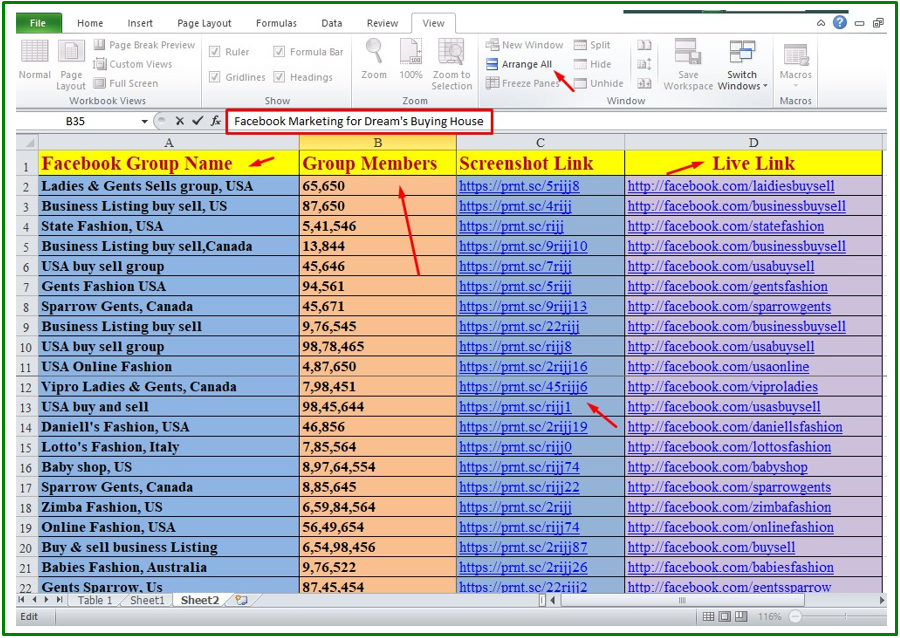 File Home Insert Page Layout Formulas Data Review View
Normal Page Layout Page Break Preview Custom Views Full Screen
Workbook Views
Ruler Formula Bar
Gridlines Headings
Show
Zoom 100% Zoom to Selection
Zoom
New Window Split
Arrange All Hide
Freeze Panes Unhide
Save Workspace Switch Windows
Window
Macros
Macros
B35 fx Facebook Marketing for Dream's Buying House
A B C D
1 Facebook Group Name Group Members Screenshot Link Live Link
2 Ladies & Gents Sells group, USA 65,650 https://prnt.sc/5rijj8 http://facebook.com/laidiesbuysell
3 Business Listing buy sell, US 87,650 https://prnt.sc/4rijj http://facebook.com/businessbuysell
4 State Fashion, USA 5,41,546 https://prnt.sc/rijj http://facebook.com/statefashion
5 Business Listing buy sell,Canada 13,844 https://prnt.sc/9rijj10 http://facebook.com/businessbuysell
6 USA buy sell group 45,646 https://prnt.sc/7rijj http://facebook.com/usabuysell
7 Gents Fashion USA 94,561 https://prnt.sc/5rijj http://facebook.com/gentsfashion
8 Sparrow Gents, Canada 45,671 https://prnt.sc/9rijj13 http://facebook.com/sparrowgents
9 Business Listing buy sell 9,76,545 https://prnt.sc/22rijj http://facebook.com/businessbuysell
10 USA buy sell group 98,78,465 https://prnt.sc/rijj8 http://facebook.com/usabuysell
11 USA Online Fashion 4,87,650 https://prnt.sc/2rijj16 http://facebook.com/usaonline
12 Vipro Ladies & Gents, Canada 7,98,451 https://prnt.sc/45rijj6 http://facebook.com/viproladies
13 USA buy and sell 98,45,644 https://prnt.sc/rijj1 http://facebook.com/usasbuysell
14 Daniell's Fashion, USA 46,856 https://prnt.sc/2rijj19 http://facebook.com/daniellsfashion
15 Lotto's Fashion, Italy 7,85,564 https://prnt.sc/rijj0 http://facebook.com/lottosfashion
16 Baby shop, US 8,97,64,554 https://prnt.sc/rijj74 http://facebook.com/babyshop
17 Sparrow Gents, Canada 8,85,645 https://prnt.sc/rijj22 http://facebook.com/sparrowgents
18 Zimba Fashion, US 6,59,84,564 https://prnt.sc/2rijj http://facebook.com/zimbafashion
19 Online Fashion, USA 56,49,654 https://prnt.sc/rijj74 http://facebook.com/onlinefashion
20 Buy & sell business Listing 6,54,98,456 https://prnt.sc/2rijj87 http://facebook.com/buysell
21 Babies Fashion, Australia 9,76,522 https://prnt.sc/2rijj26 http://facebook.com/babiesfashion
22 Gents Sparrow, Us 87,45,454 https://prnt.sc/22rijj2 http://facebook.com/gentssparrow
Table 1 Sheet1 Sheet2
Edit 116%